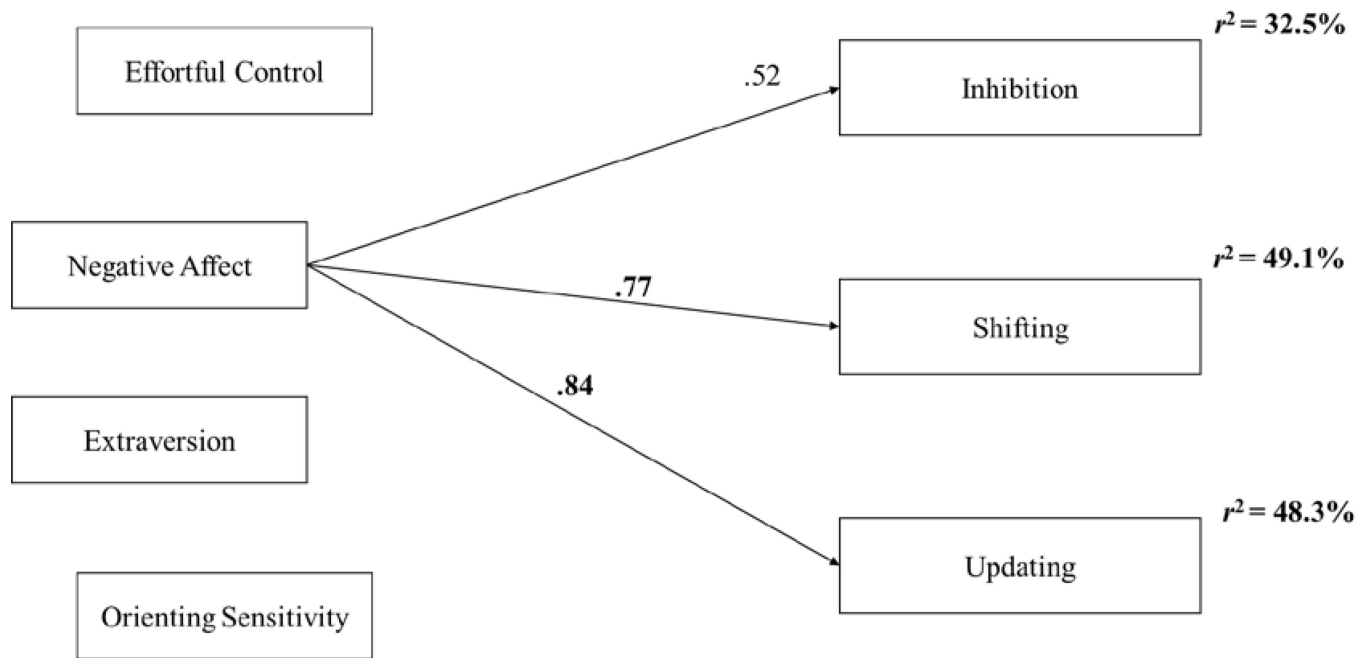 r² = 32.5%
Effortful Control
.52
Inhibition
Negative Affect
r² = 49.1%
.77
Shifting
.84
Extraversion
r² = 48.3%
Updating
Orienting Sensitivity